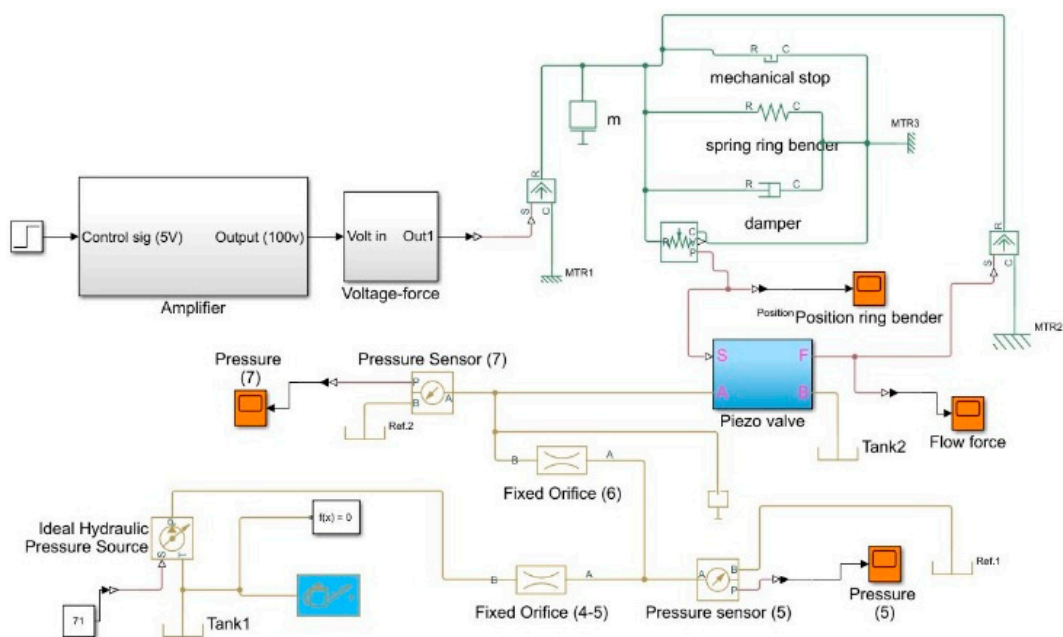 R C
mechanical stop
m
R C
spring ring bender
MTR3
R C
damper
R
S C
MTR1
Control sig (5V) Output (100v)
Amplifier
Volt in Out1
Voltage-force
R C
P
R
S C
MTR2
Position
Position ring bender
Pressure
(7)
Pressure Sensor (7)
P
B A
Ref.2
S F
A B
Piezo valve
Tank2
Flow force
B A
Fixed Orifice (6)
Ideal Hydraulic
Pressure Source
P
S T
f(x) = 0
71
Tank1
B A
Fixed Orifice (4-5)
A B
P
Pressure sensor (5)
Pressure
(5)
Ref.1